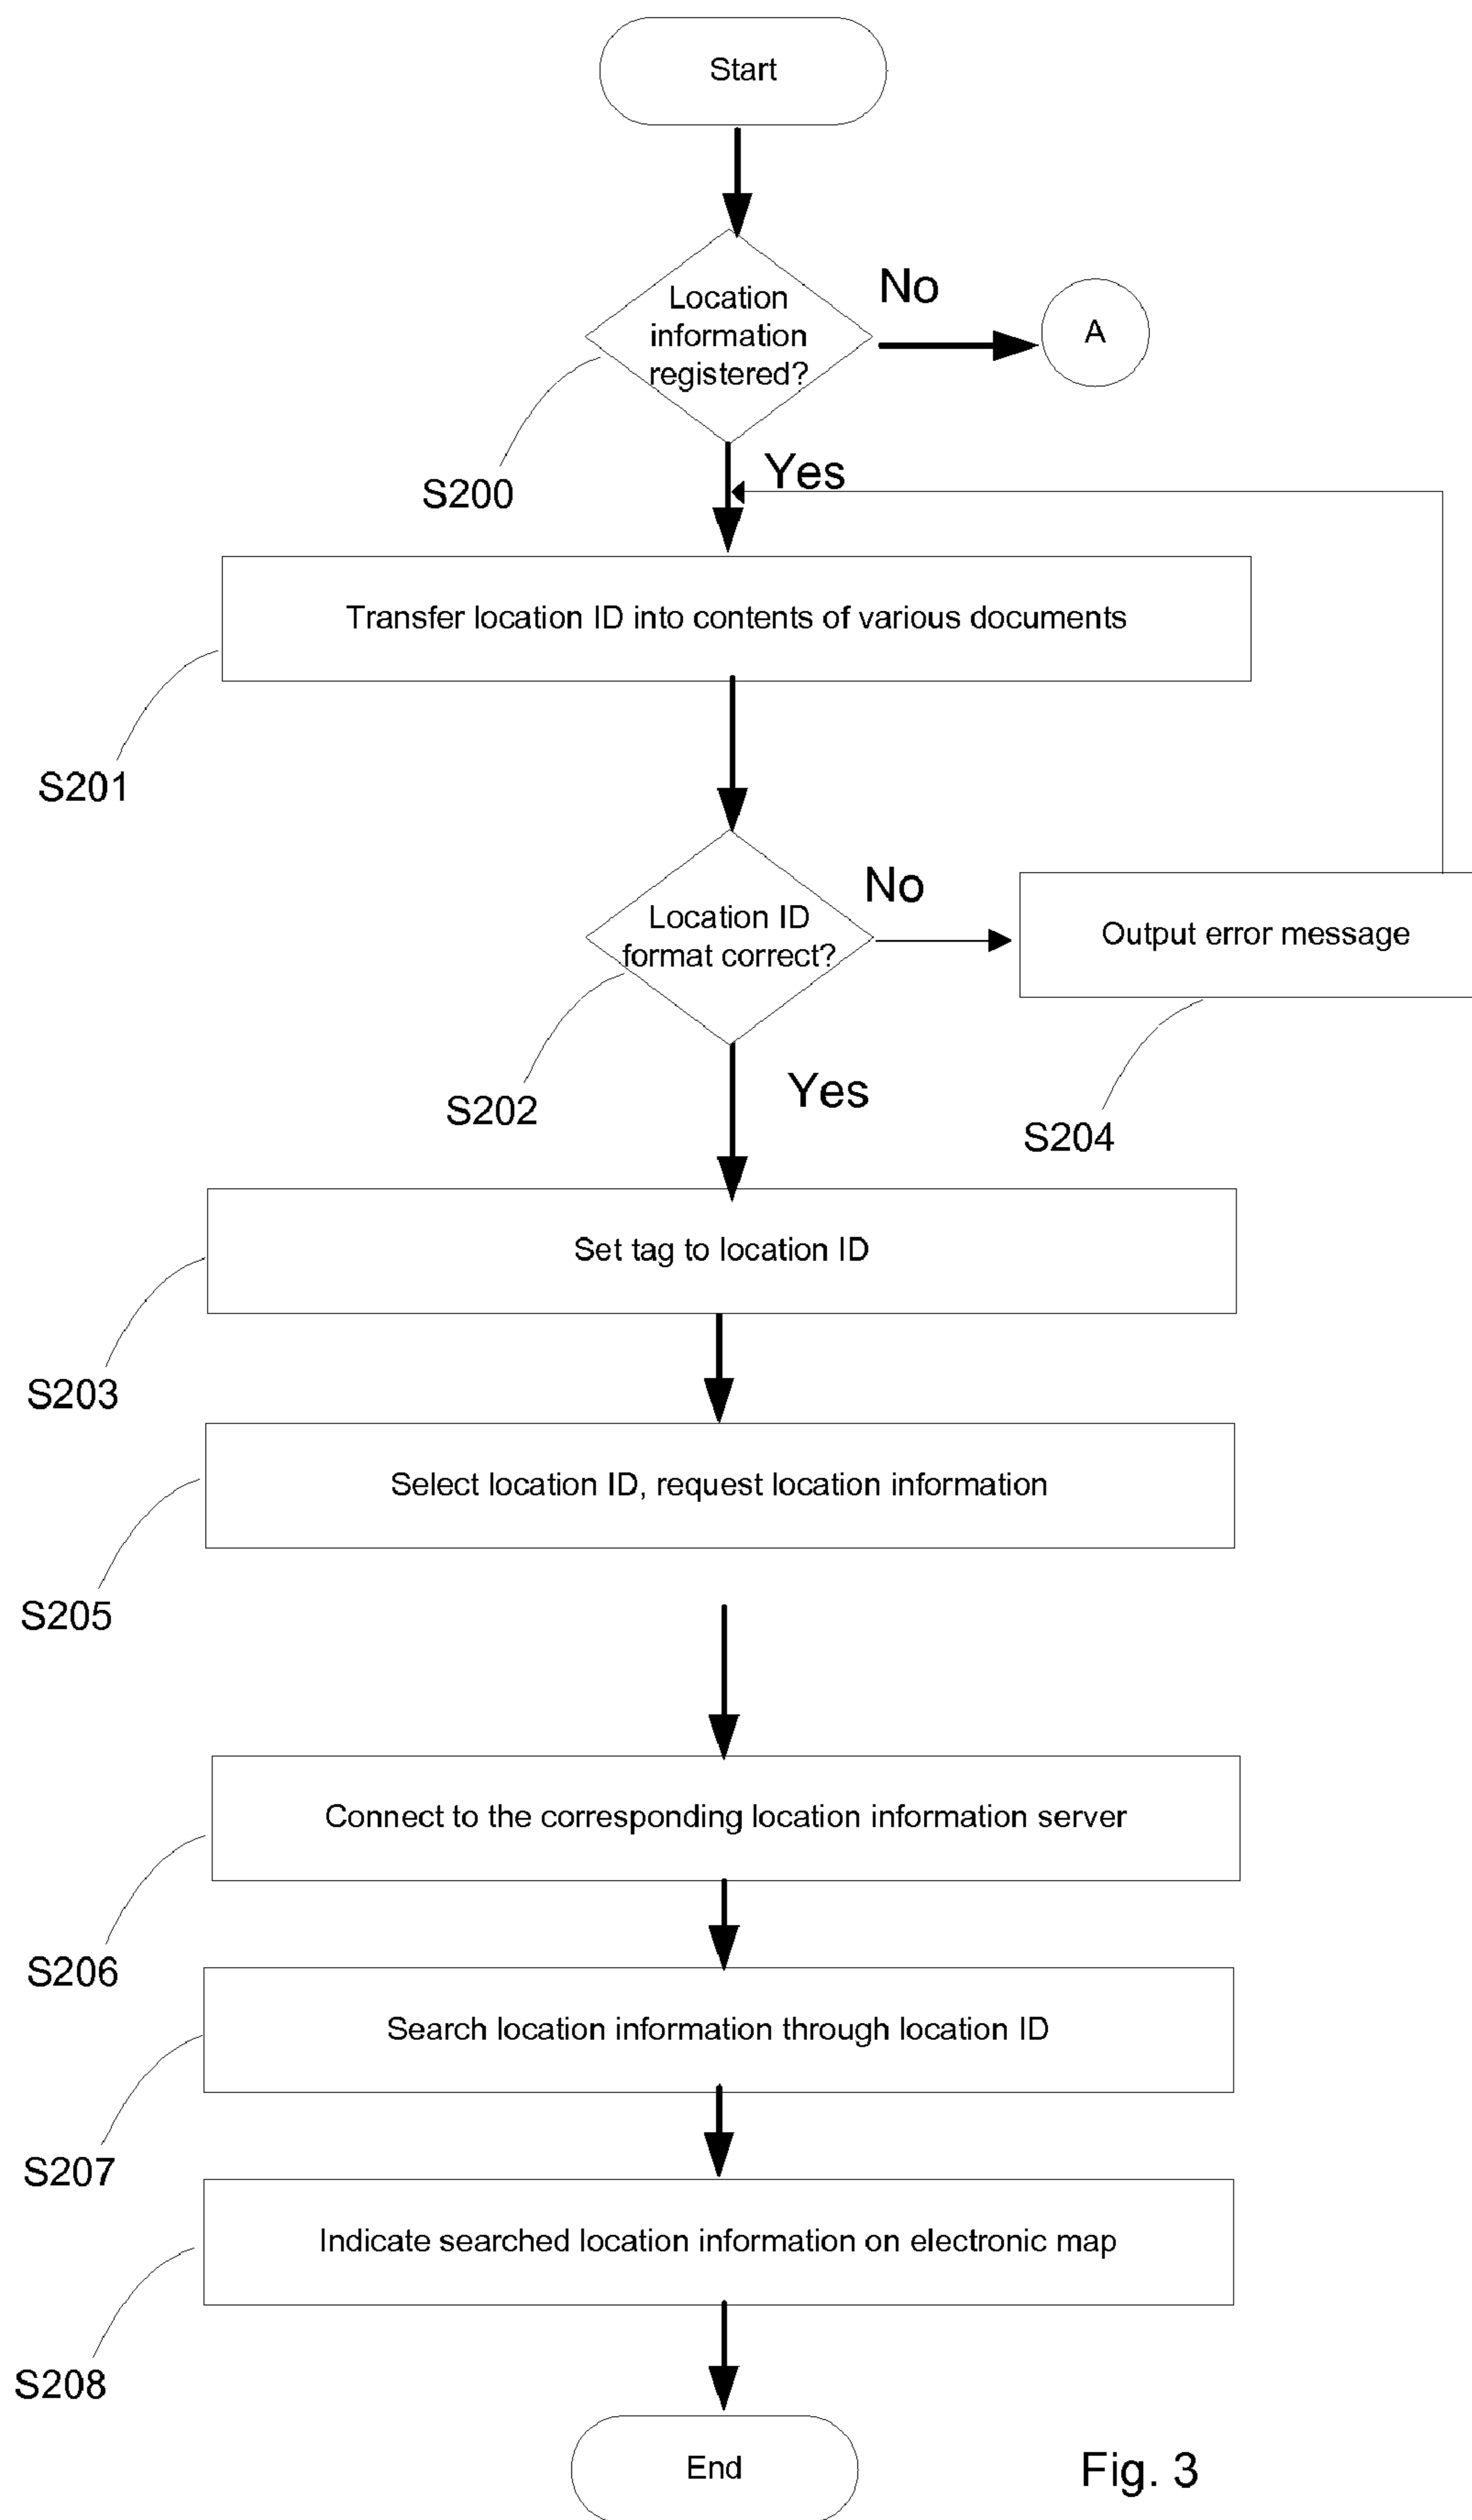 Start
Location
information
registered?
No
A
S200
Yes
Transfer location ID into contents of various documents
S201
Location ID
format correct?
No
Output error message
S202
Yes
S204
Set tag to location ID
S203
Select location ID, request location information
S205
Connect to the corresponding location information server
S206
Search location information through location ID
S207
Indicate searched location information on electronic map
S208
End
Fig. 3